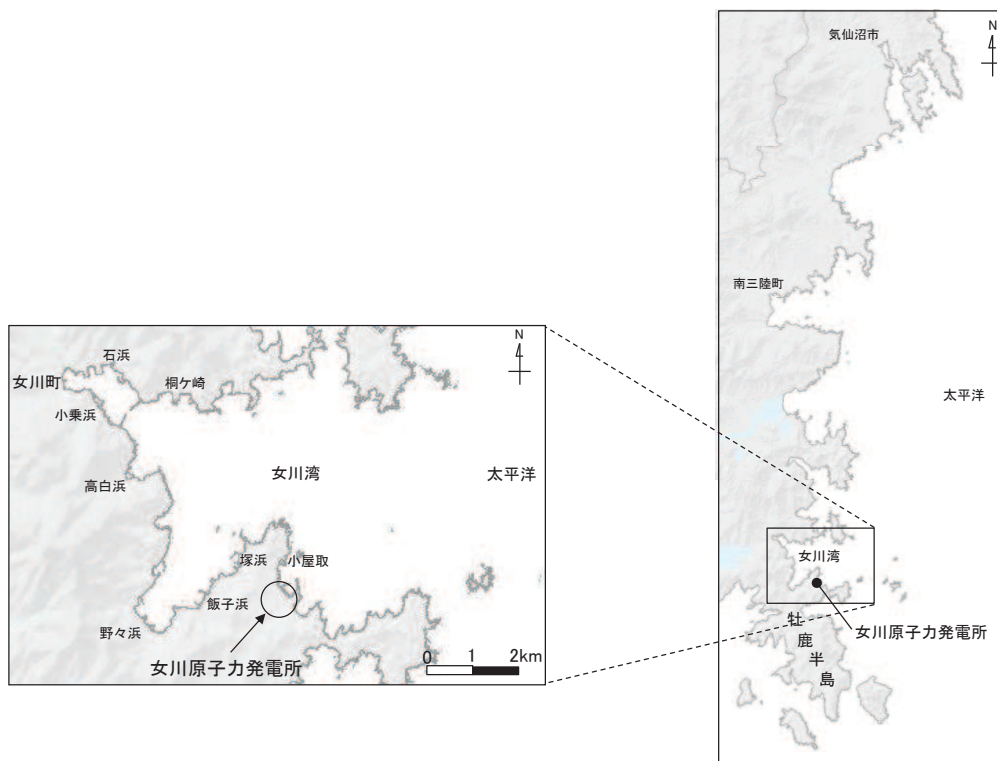 N
石浜
女川町
桐ケ崎
小乗浜
女川湾
太平洋
高白浜
塚浜
小屋取
飯子浜
野々浜
女川原子力発電所
0 1 2km
N
気仙沼市
南三陸町
太平洋
女川湾
牡鹿半島
女川原子力発電所